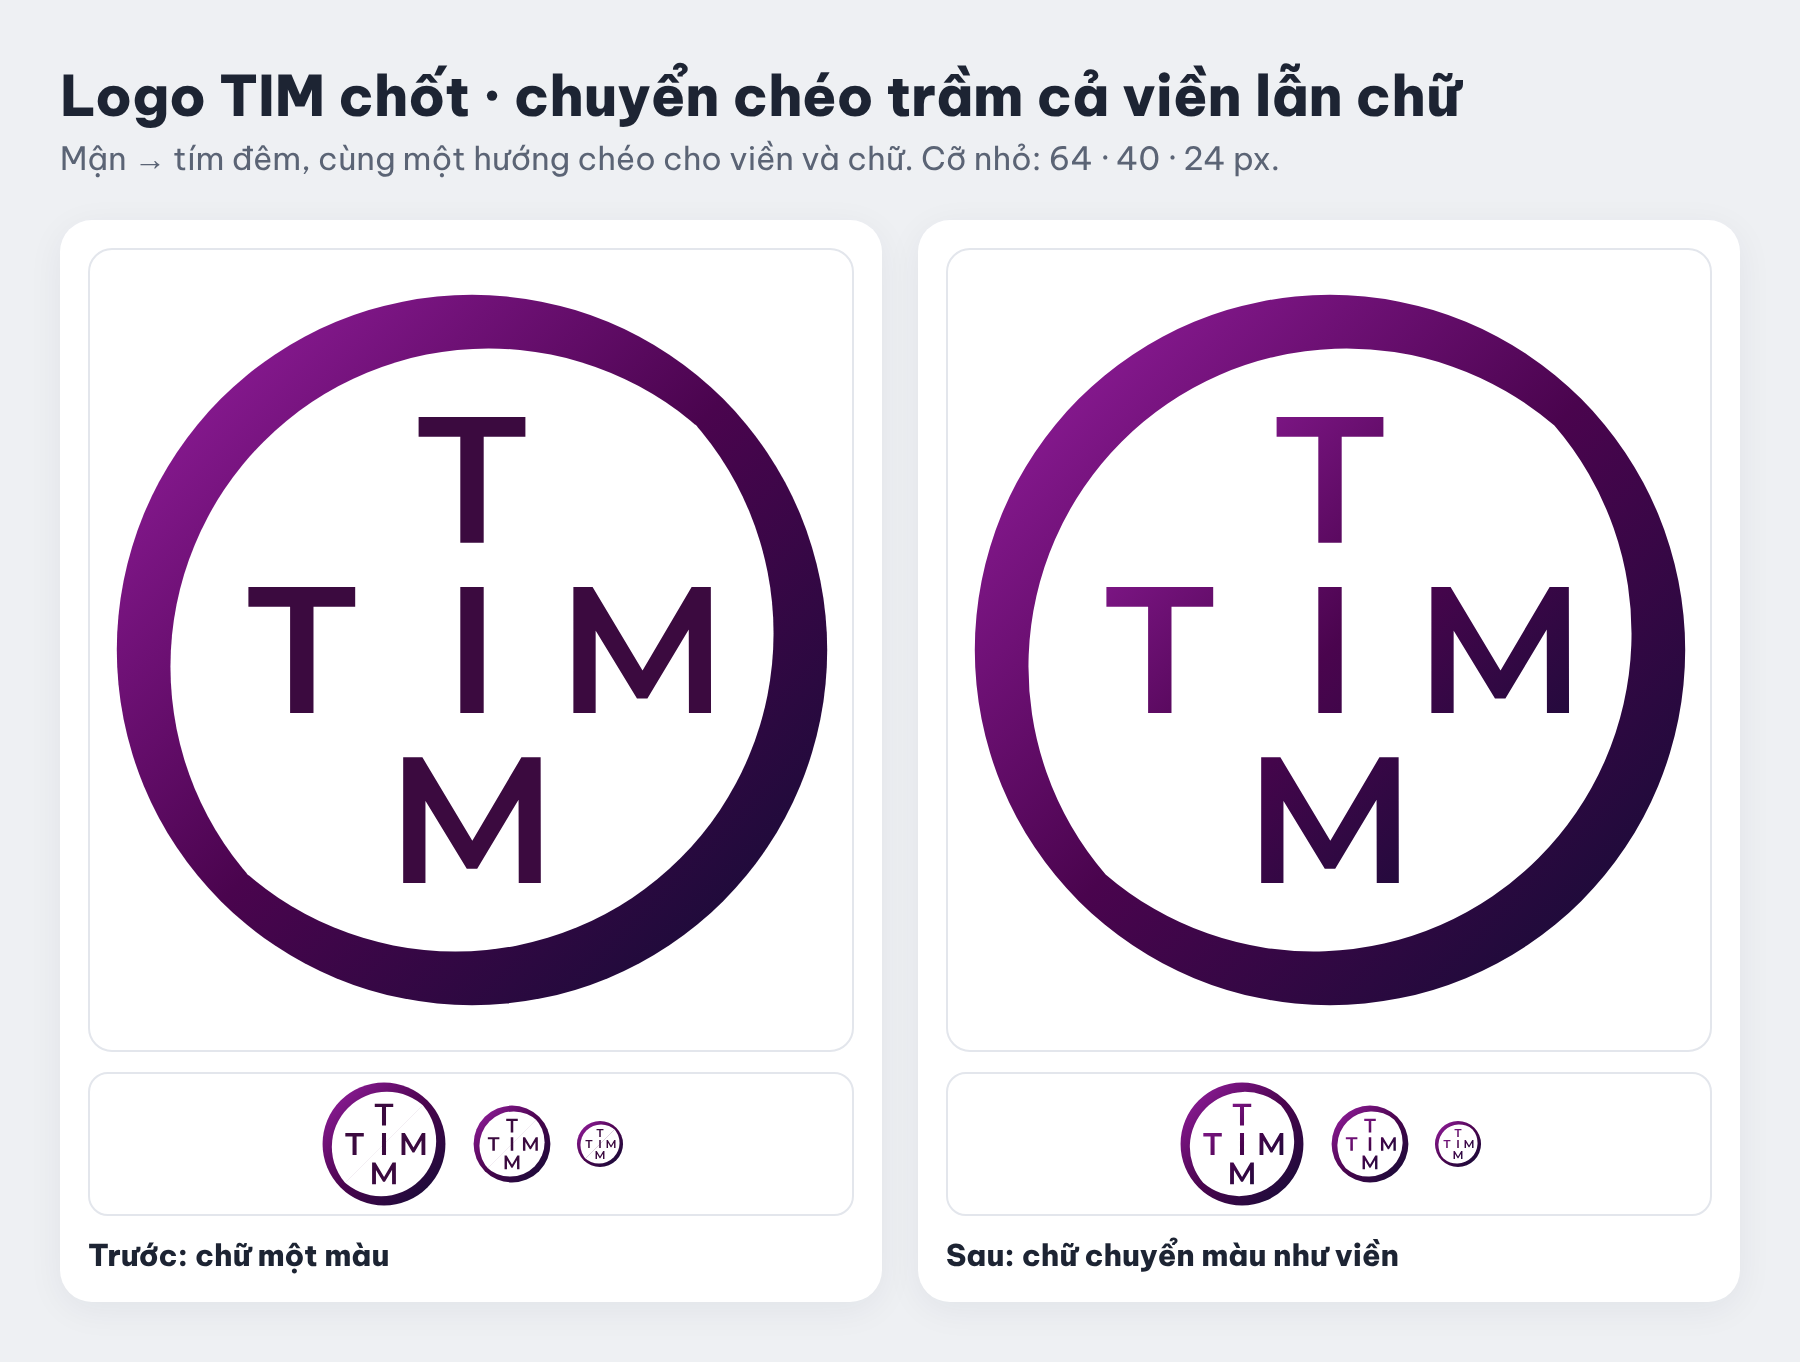 Logo TIM chốt · chuyển chéo trầm cả viền lẫn chữ
Mận → tím đêm, cùng một hướng chéo cho viền và chữ. Cỡ nhỏ: 64 · 40 · 24 px.
T
T I M
M
T
T I M
M
T
T I M
M
T
T I M
M
T
T I M
M
T
T I M
M
T
T I M
M
T
T I M
M
Trước: chữ một màu
Sau: chữ chuyển màu như viền